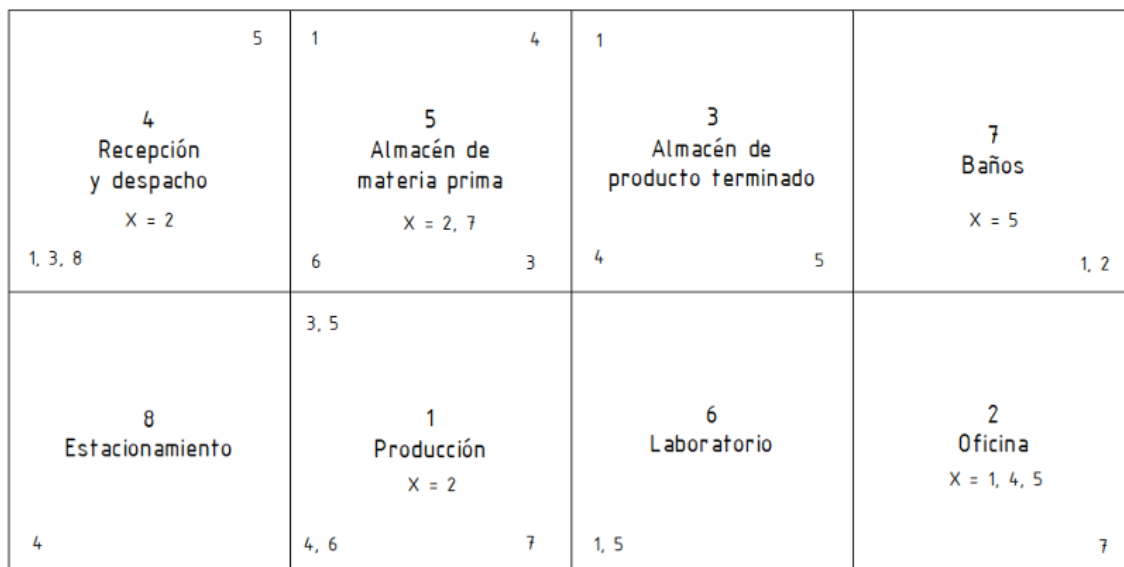 5
4
Recepción
y despacho
X = 2
1, 3, 8
1 4
5
Almacén de
materia prima
X = 2, 7
6 3
1
3
Almacén de
producto terminado
4 5
7
Baños
X = 5
1, 2
8
Estacionamiento
4
3, 5
1
Producción
X = 2
4, 6 7
6
Laboratorio
1, 5
2
Oficina
X = 1, 4, 5
7